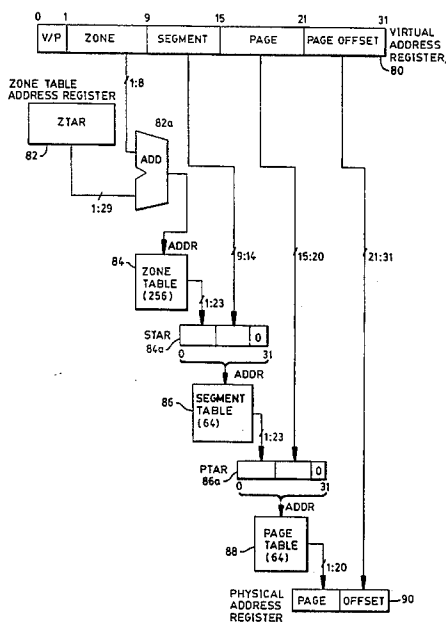 0 1 9 15 21 31
V/P ZONE SEGMENT PAGE PAGE OFFSET
VIRTUAL
ADDRESS
REGISTER,
80
ZONE TABLE
ADDRESS REGISTER
1:8
82a
ZTAR
82
ADD
1:29
ADDR
84
ZONE
TABLE
(256)
9:14
15:20
21:31
1:23
STAR
84a
0
0 31
ADDR
86
SEGMENT
TABLE
(64)
1:23
PTAR
86a
0
0 31
ADDR
88
PAGE
TABLE
(64)
1:20
PHYSICAL
ADDRESS
REGISTER
PAGE OFFSET
90